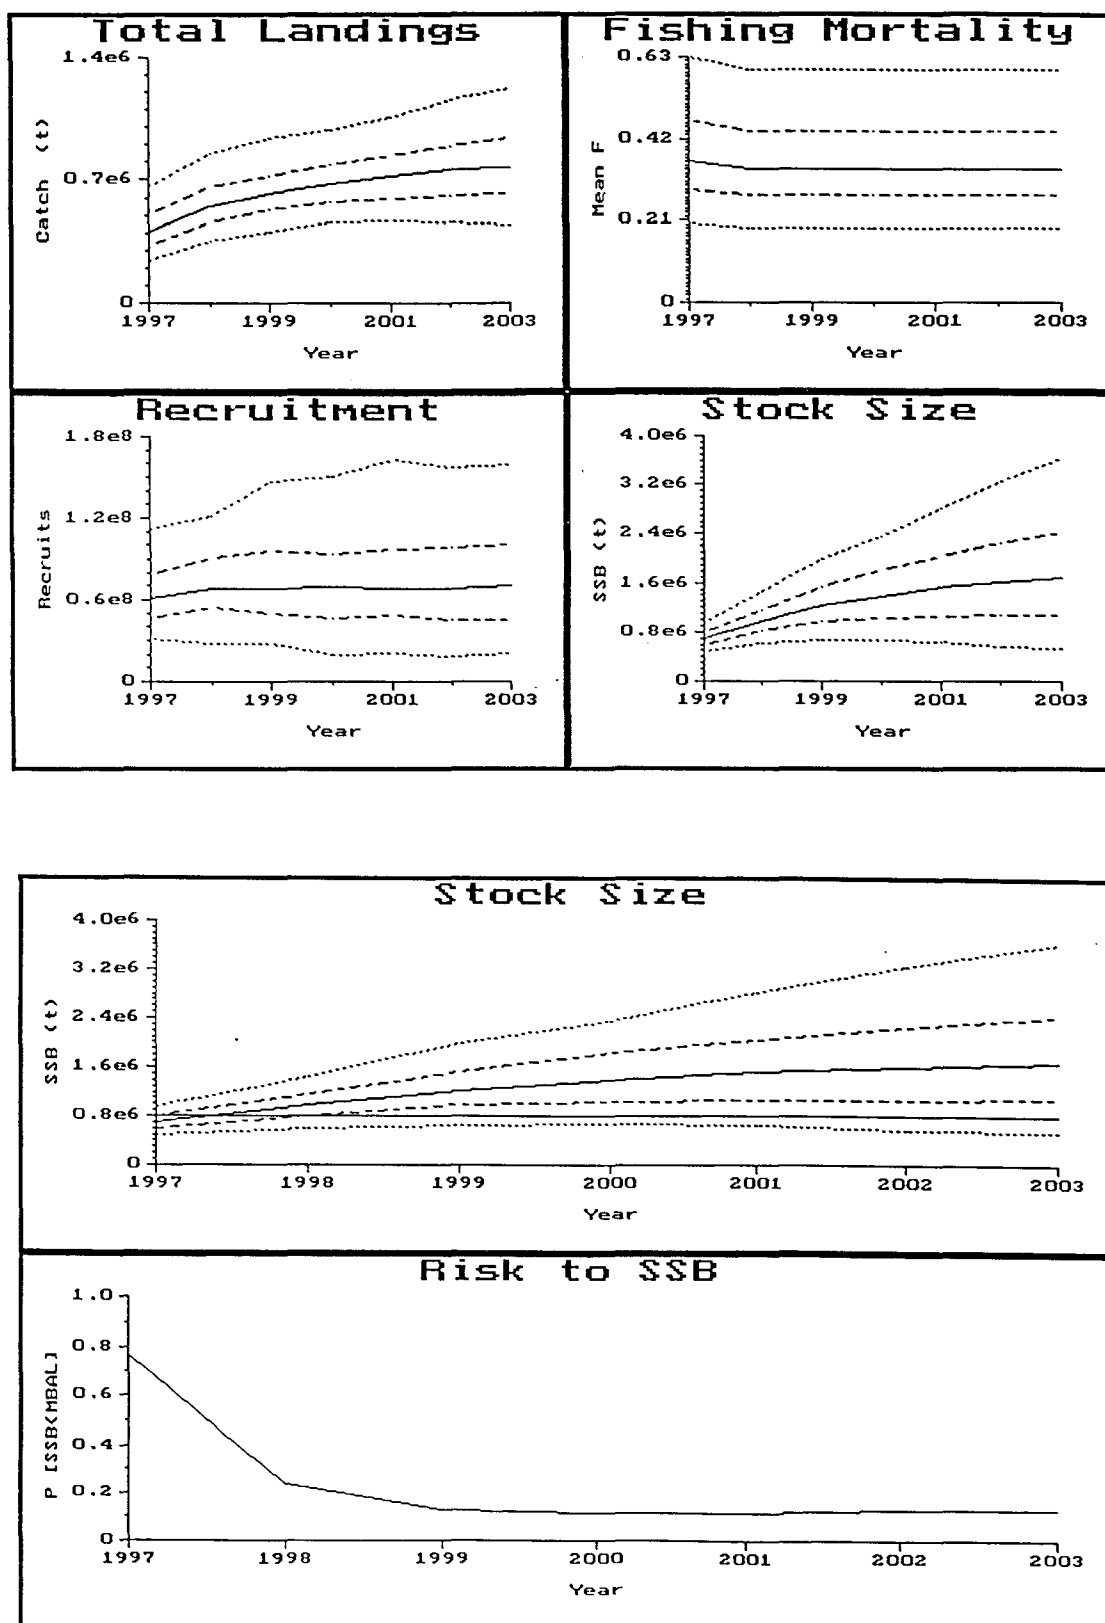 Total Landings
Catch (t)
1.4e6
0.7e6
0
1997 1999 2001 2003
Year
Fishing Mortality
Mean F
0.63
0.42
0.21
0
1997 1999 2001 2003
Year
Recruitment
Recruits
1.8e8
1.2e8
0.6e8
0
1997 1999 2001 2003
Year
Stock Size
SSB (t)
4.0e6
3.2e6
2.4e6
1.6e6
0.8e6
0
1997 1999 2001 2003
Year
Stock Size
SSB (t)
4.0e6
3.2e6
2.4e6
1.6e6
0.8e6
0
1997 1998 1999 2000 2001 2002 2003
Year
Risk to SSB
P [SSB<MBAL]
1.0
0.8
0.6
0.4
0.2
0
1997 1998 1999 2000 2001 2002 2003
Year